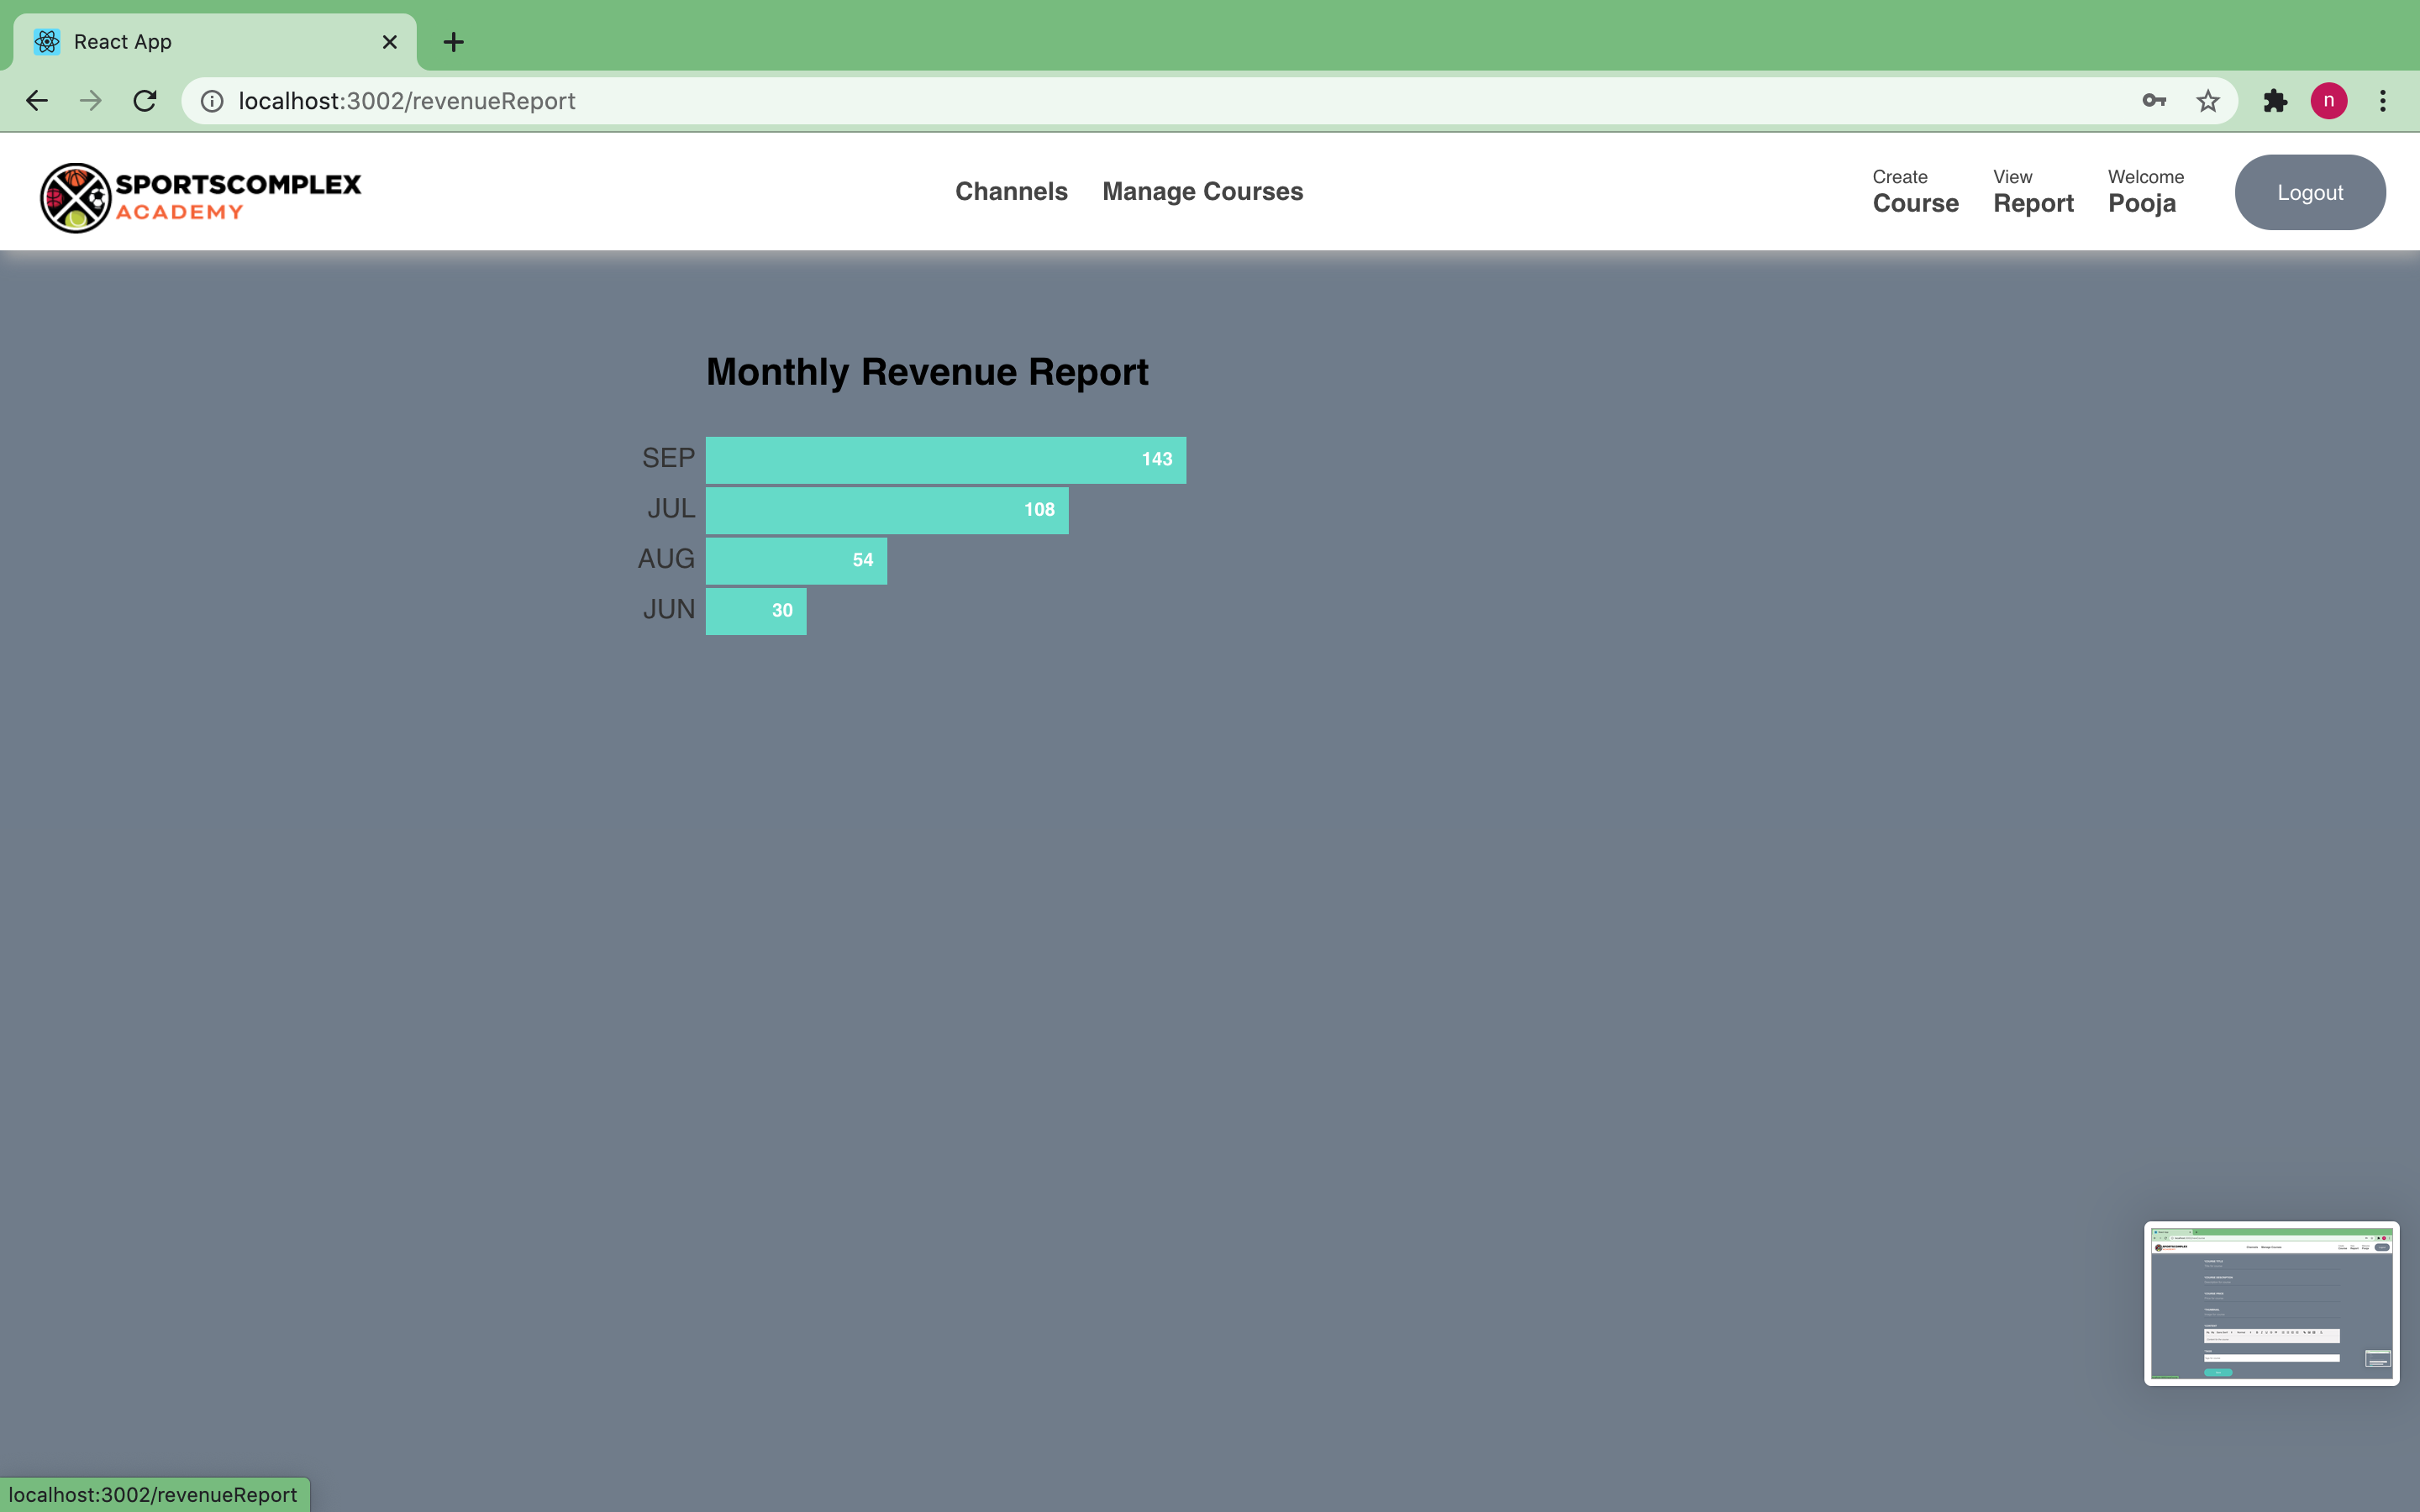 React App
localhost:3002/revenueReport
n
SPORTSCOMPLEX
ACADEMY
Channels Manage Courses
Create
Course
View
Report
Welcome
Pooja
Logout
Monthly Revenue Report
SEP 143
JUL 108
AUG 54
JUN 30
localhost:3002/revenueReport